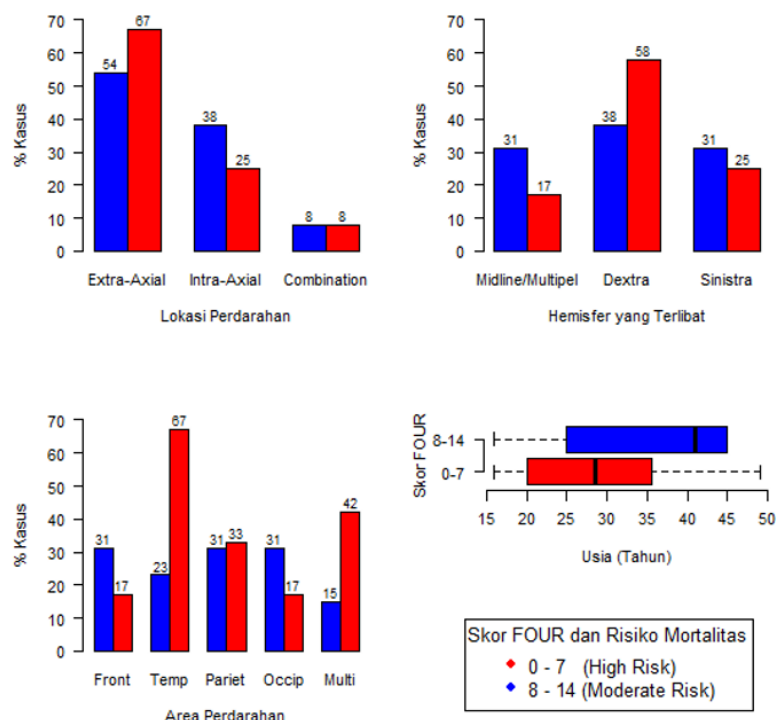 70
60
50
40
30
20
10
0
% Kasus
54
67
38
25
8
8
Extra-Axial
Intra-Axial
Combination
Lokasi Perdarahan
70
60
50
40
30
20
10
0
% Kasus
31
17
38
58
31
25
Midline/Multipel
Dextra
Sinistra
Hemisfer yang Terlibat
70
60
50
40
30
20
10
0
% Kasus
31
17
23
67
31
33
31
17
15
42
Front
Temp
Pariet
Occip
Multi
Area Perdarahan
Skor FOUR
8-14
0-7
15
25
35
45
50
Usia (Tahun)
Skor FOUR dan Risiko Mortalitas
0 - 7 (High Risk)
8 - 14 (Moderate Risk)